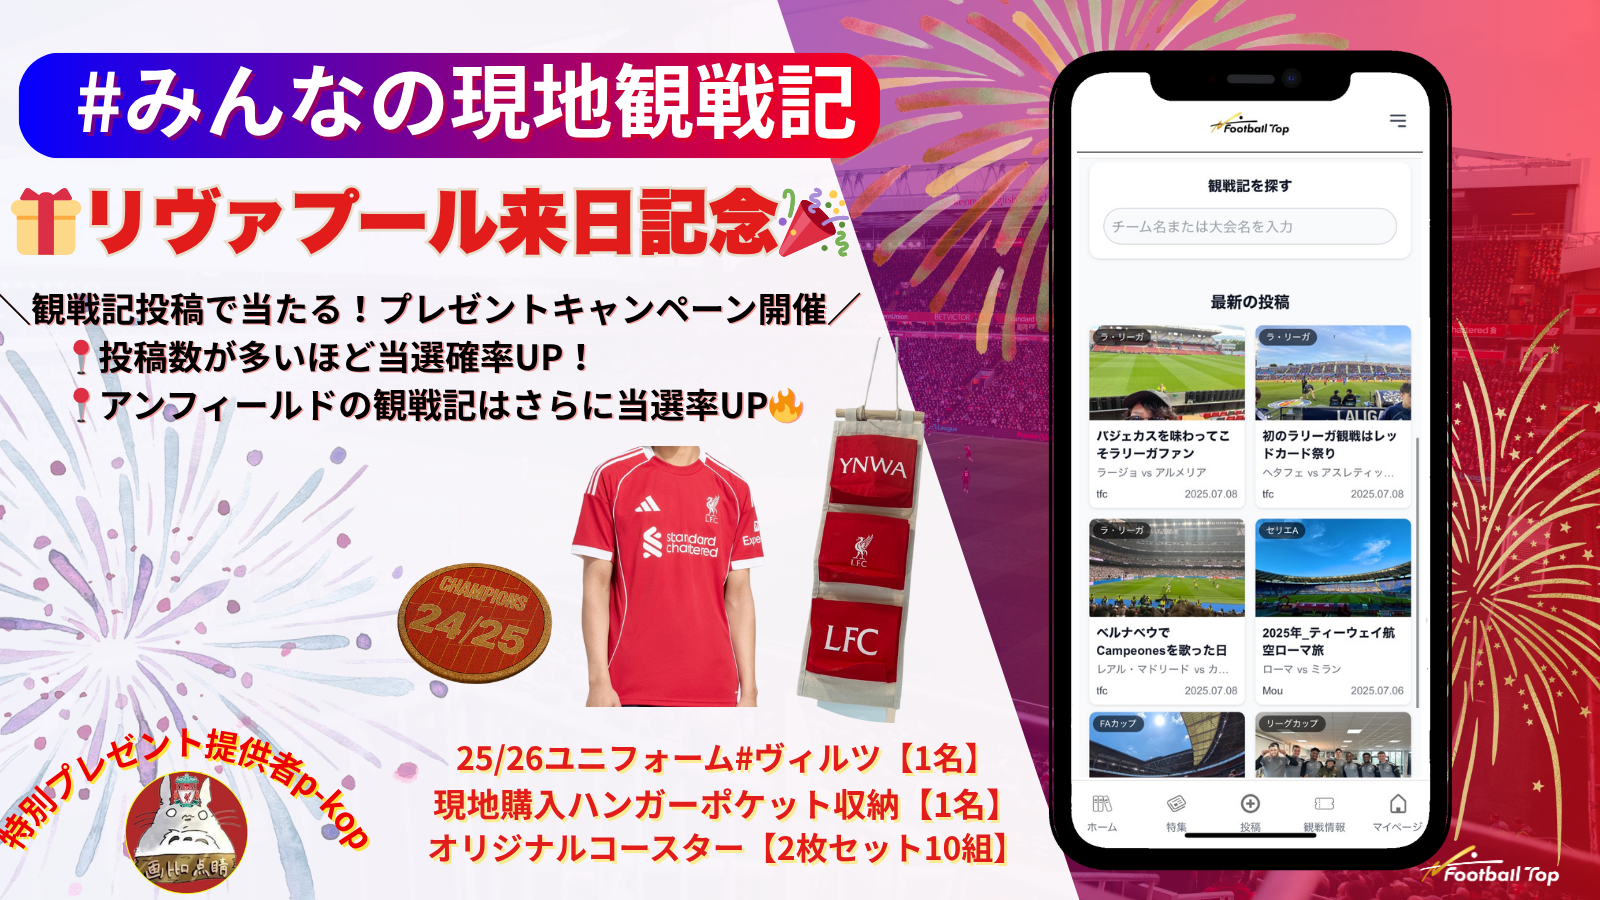 #みんなの現地観戦記
リヴァプール来日記念
＼観戦記投稿で当たる！プレゼントキャンペーン開催／
投稿数が多いほど当選確率UP！
アンフィールドの観戦記はさらに当選率UP
CHAMPIONS
24/25
standard
chartered
LFC
YNWA
LFC
LFC
25/26ユニフォーム#ヴィルツ【1名】
現地購入ハンガーポケット収納【1名】
オリジナルコースター【2枚セット10組】
特別プレゼント提供者p-kop
Football Top
観戦記を探す
チーム名または大会名を入力
最新の投稿
ラ・リーガ
パジェカスを味わってこ
そラリーガファン
ラージョ vs アルメリア
tfc 2025.07.08
ラ・リーガ
LALIGA
初のラリーガ観戦はレッ
ドカード祭り
ヘタフェ vs アスレティッ...
tfc 2025.07.08
ラ・リーガ
ベルナベウで
Campeonesを歌った日
レアル・マドリード vs カ...
tfc 2025.07.08
セリエA
2025年_ティーウェイ航
空ローマ旅
ローマ vs ミラン
Mou 2025.07.06
FAカップ
リーグカップ
ホーム
特集
投稿
観戦情報
マイページ
Football Top